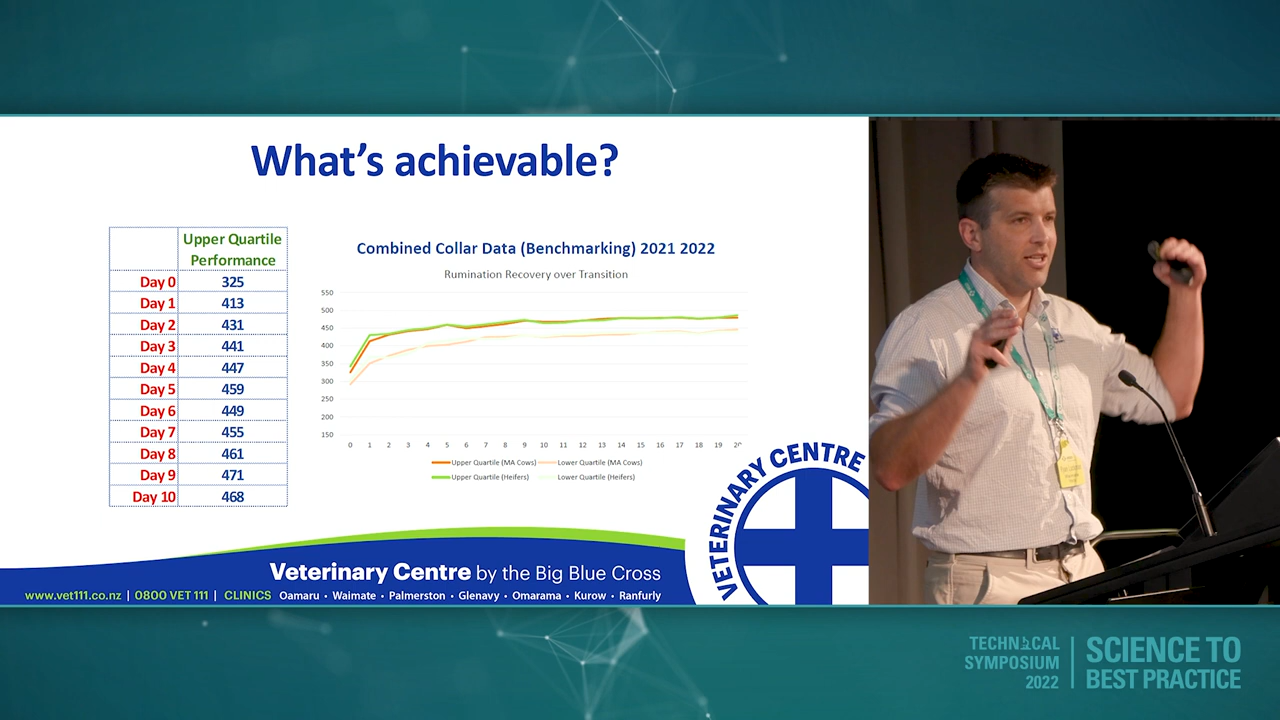 What's achievable?
Upper Quartile
Performance
Day 0 325
Day 1 413
Day 2 431
Day 3 441
Day 4 447
Day 5 459
Day 6 449
Day 7 455
Day 8 461
Day 9 471
Day 10 468
Combined Collar Data (Benchmarking) 2021 2022
Rumination Recovery over Transition
550
500
450
400
350
300
250
200
150
0 1 2 3 4 5 6 7 8 9 10 11 12 13 14 15 16 17 18 19
Upper Quartile (MA Cows) Lower Quartile (MA Cows)
Upper Quartile (Heifers) Lower Quartile (Heifers)
VETERINARY CENTRE
Veterinary Centre by the Big Blue Cross
www.vet111.co.nz | 0800 VET 111 | CLINICS Oamaru • Waimate • Palmerston • Glenavy • Omarama • Kurow • Ranfurly
TECHNICAL
SYMPOSIUM
2022
SCIENCE TO
BEST PRACTICE